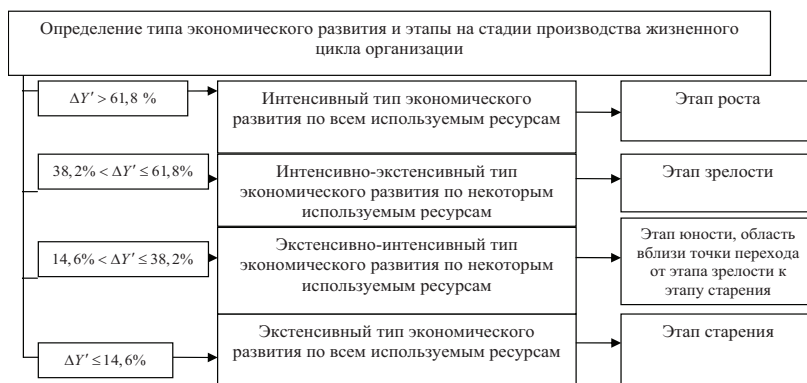 Определение типа экономического развития и этапы на стадии производства жизненного
цикла организации
ΔY′ > 61,8 %
Интенсивный тип экономического
развития по всем используемым ресурсам
Этап роста
38,2% < ΔY′ ≤ 61,8%
Интенсивно-экстенсивный тип
экономического развития по некоторым
используемым ресурсам
Этап зрелости
14,6% < ΔY′ ≤ 38,2%
Экстенсивно-интенсивный тип
экономического развития по некоторым
используемым ресурсам
Этап юности, область
вблизи точки перехода
от этапа зрелости к
этапу старения
ΔY′ ≤ 14,6%
Экстенсивный тип экономического
развития по всем используемым ресурсам
Этап старения